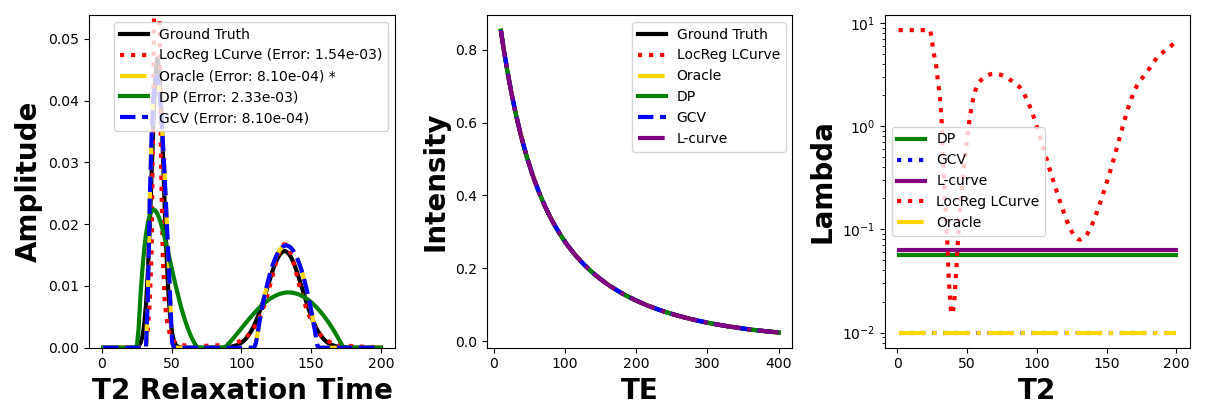 Amplitude
0.05
0.04
0.03
0.02
0.01
0.00
Ground Truth
LocReg LCurve (Error: 1.54e-03)
Oracle (Error: 8.10e-04) *
DP (Error: 2.33e-03)
GCV (Error: 8.10e-04)
0 50 100 150 200
T2 Relaxation Time
Intensity
0.8
0.6
0.4
0.2
0.0
Ground Truth
LocReg LCurve
Oracle
DP
GCV
L-curve
0 100 200 300 400
TE
Lambda
10^1
10^0
10^−1
10^−2
DP
GCV
L-curve
LocReg LCurve
Oracle
0 50 100 150 200
T2